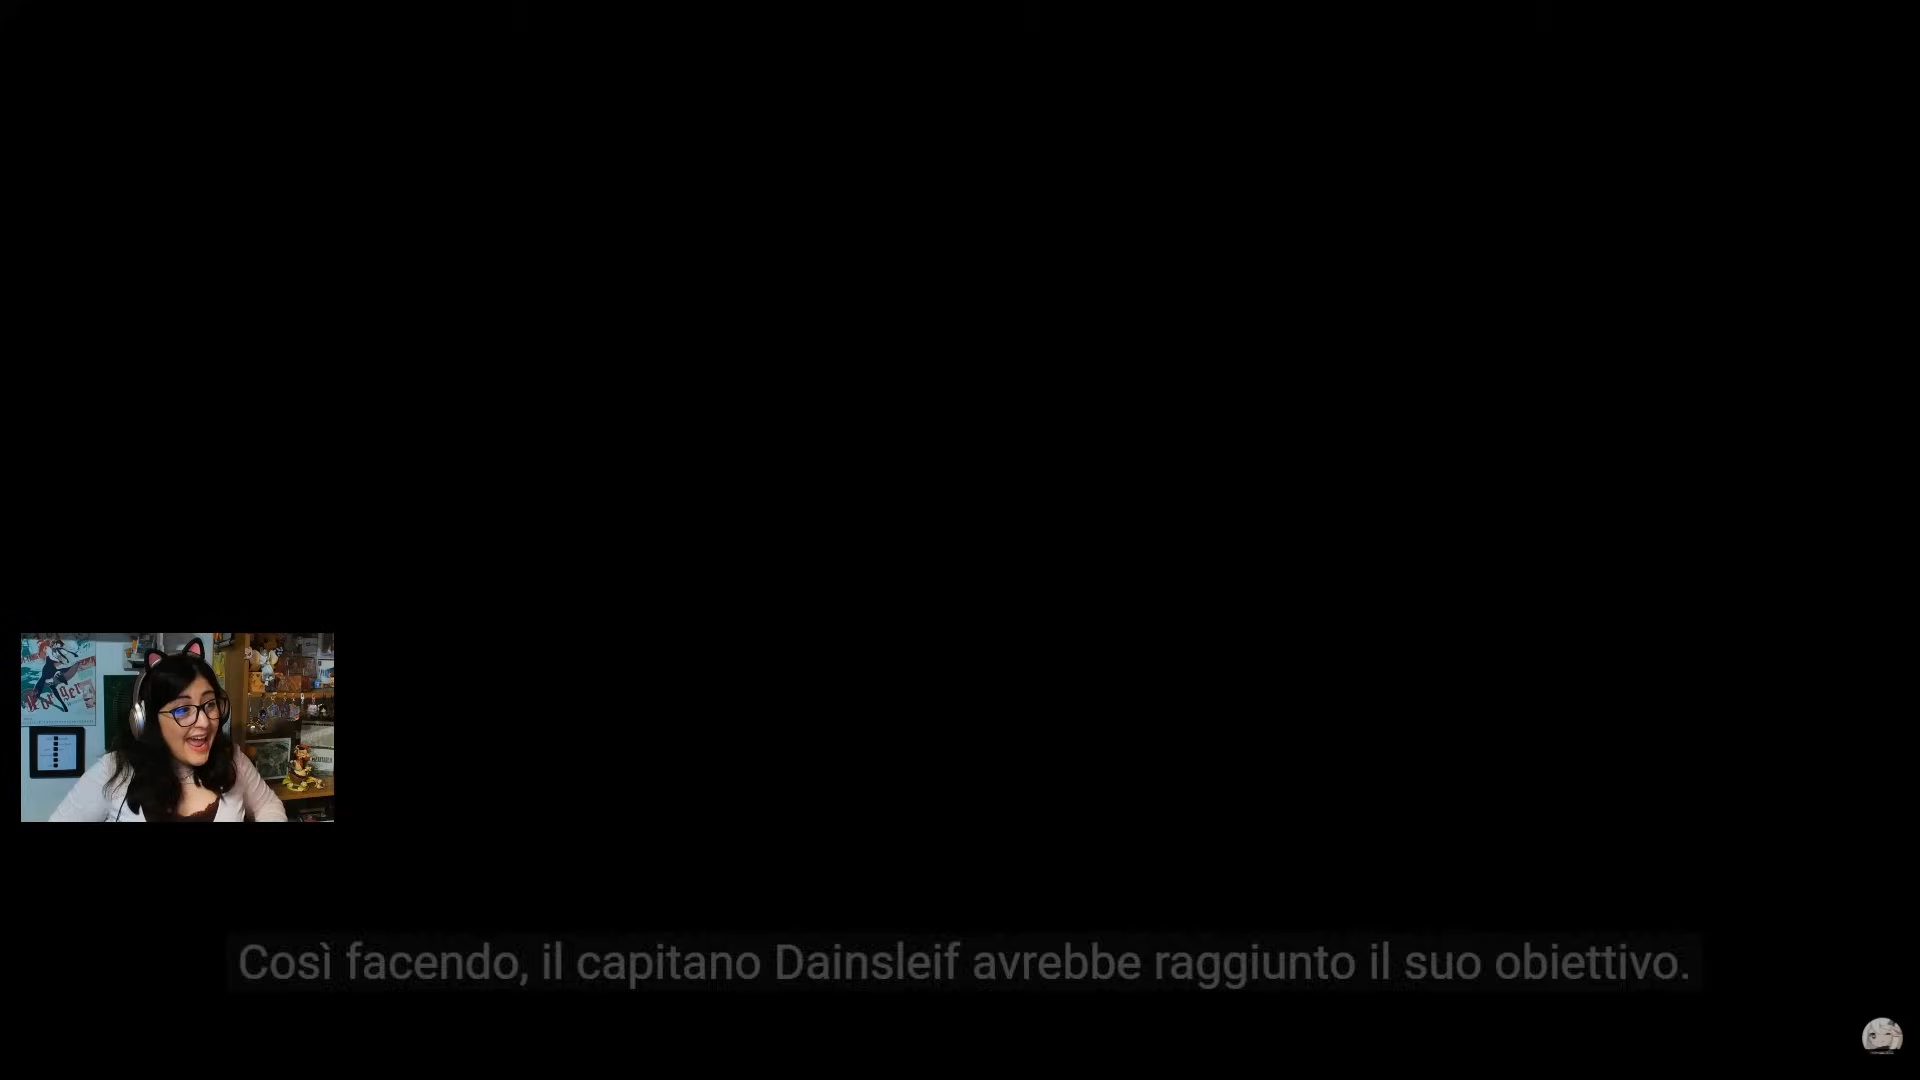 Così facendo, il capitano Dainsleif avrebbe raggiunto il suo obiettivo.